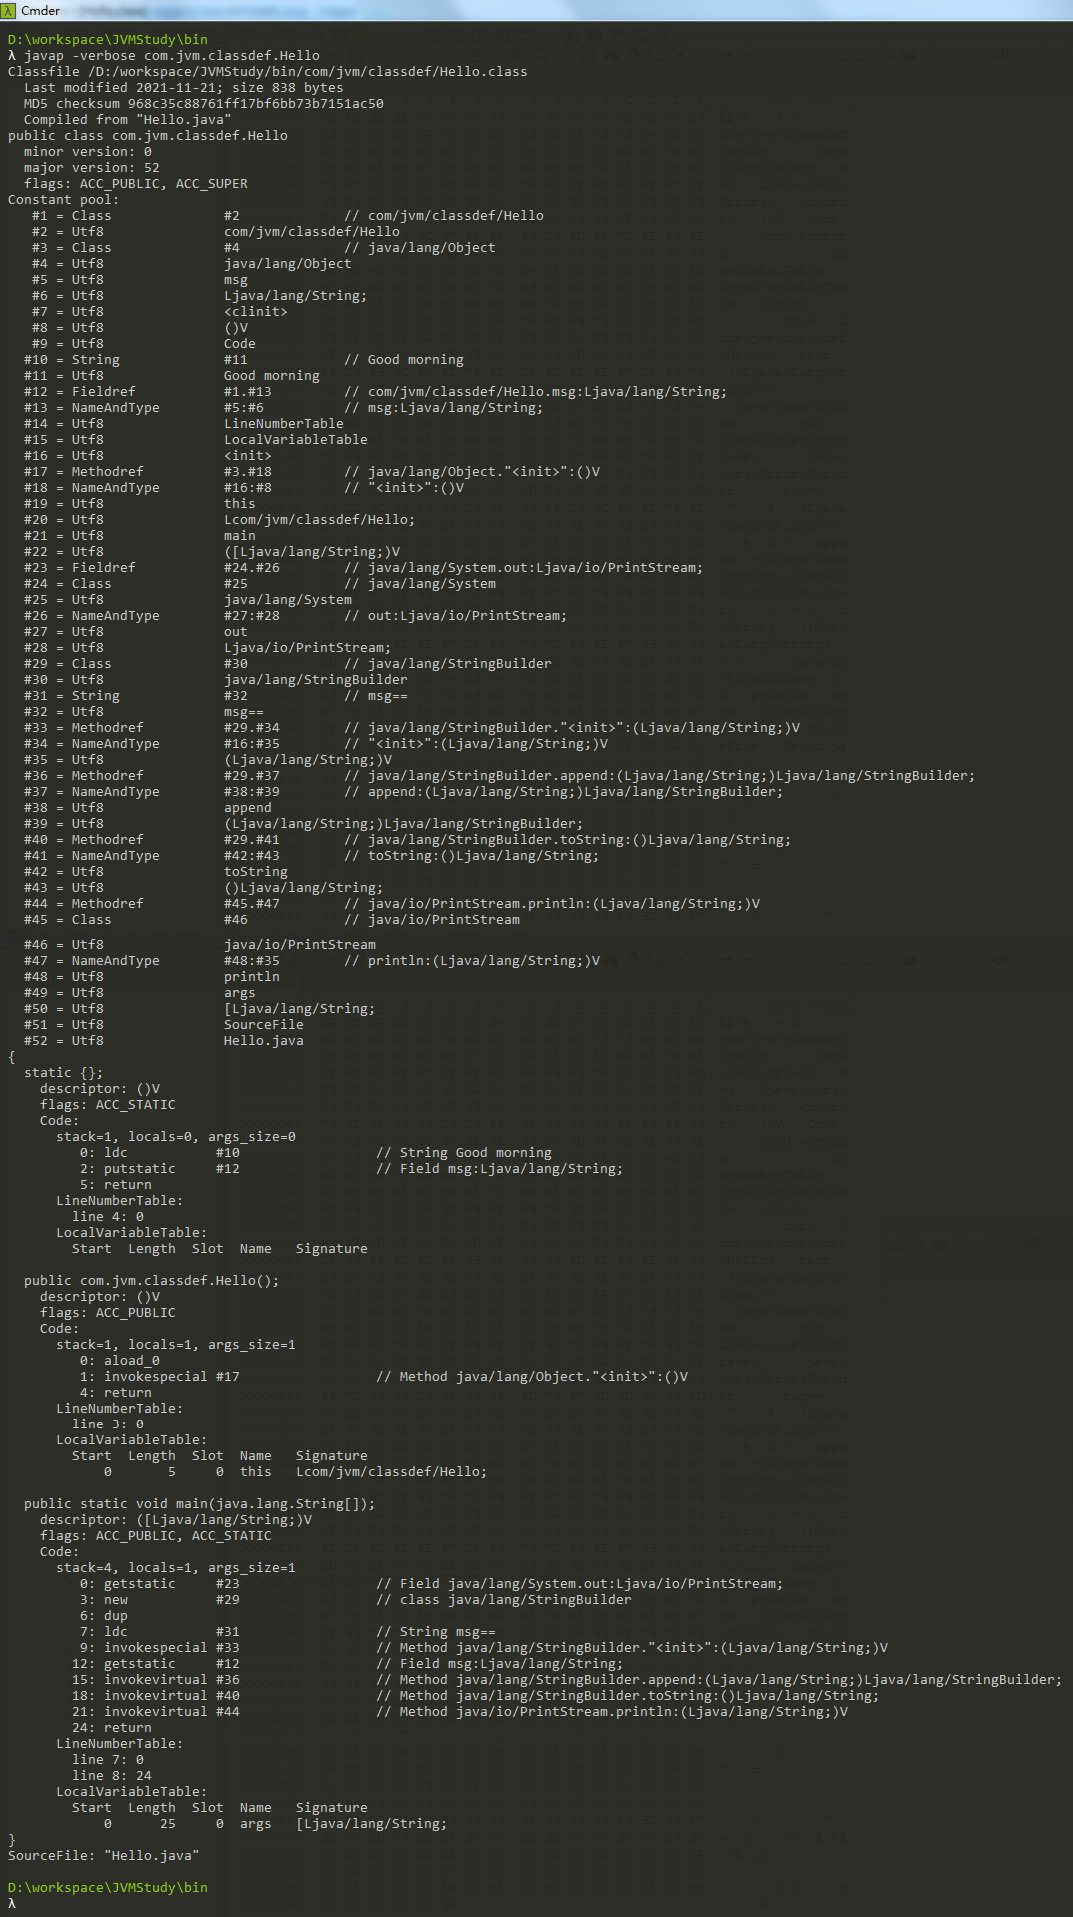 Cmder
D:\workspace\JVMStudy\bin
λ javap -verbose com.jvm.classdef.Hello
Classfile /D:/workspace/JVMStudy/bin/com/jvm/classdef/Hello.class
  Last modified 2021-11-21; size 838 bytes
  MD5 checksum 968c35c88761ff17bf6bb73b7151ac50
  Compiled from "Hello.java"
public class com.jvm.classdef.Hello
  minor version: 0
  major version: 52
  flags: ACC_PUBLIC, ACC_SUPER
Constant pool:
   #1 = Class              #2             // com/jvm/classdef/Hello
   #2 = Utf8               com/jvm/classdef/Hello
   #3 = Class              #4             // java/lang/Object
   #4 = Utf8               java/lang/Object
   #5 = Utf8               msg
   #6 = Utf8               Ljava/lang/String;
   #7 = Utf8               <clinit>
   #8 = Utf8               ()V
   #9 = Utf8               Code
  #10 = String             #11            // Good morning
  #11 = Utf8               Good morning
  #12 = Fieldref           #1.#13         // com/jvm/classdef/Hello.msg:Ljava/lang/String;
  #13 = NameAndType        #5:#6          // msg:Ljava/lang/String;
  #14 = Utf8               LineNumberTable
  #15 = Utf8               LocalVariableTable
  #16 = Utf8               <init>
  #17 = Methodref          #3.#18         // java/lang/Object."<init>":()V
  #18 = NameAndType        #16:#8         // "<init>":()V
  #19 = Utf8               this
  #20 = Utf8               Lcom/jvm/classdef/Hello;
  #21 = Utf8               main
  #22 = Utf8               ([Ljava/lang/String;)V
  #23 = Fieldref           #24.#26        // java/lang/System.out:Ljava/io/PrintStream;
  #24 = Class              #25            // java/lang/System
  #25 = Utf8               java/lang/System
  #26 = NameAndType        #27:#28        // out:Ljava/io/PrintStream;
  #27 = Utf8               out
  #28 = Utf8               Ljava/io/PrintStream;
  #29 = Class              #30            // java/lang/StringBuilder
  #30 = Utf8               java/lang/StringBuilder
  #31 = String             #32            // msg==
  #32 = Utf8               msg==
  #33 = Methodref          #29.#34        // java/lang/StringBuilder."<init>":(Ljava/lang/String;)V
  #34 = NameAndType        #16:#35        // "<init>":(Ljava/lang/String;)V
  #35 = Utf8               (Ljava/lang/String;)V
  #36 = Methodref          #29.#37        // java/lang/StringBuilder.append:(Ljava/lang/String;)Ljava/lang/StringBuilder;
  #37 = NameAndType        #38:#39        // append:(Ljava/lang/String;)Ljava/lang/StringBuilder;
  #38 = Utf8               append
  #39 = Utf8               (Ljava/lang/String;)Ljava/lang/StringBuilder;
  #40 = Methodref          #29.#41        // java/lang/StringBuilder.toString:()Ljava/lang/String;
  #41 = NameAndType        #42:#43        // toString:()Ljava/lang/String;
  #42 = Utf8               toString
  #43 = Utf8               ()Ljava/lang/String;
  #44 = Methodref          #45.#47        // java/io/PrintStream.println:(Ljava/lang/String;)V
  #45 = Class              #46            // java/io/PrintStream
  #46 = Utf8               java/io/PrintStream
  #47 = NameAndType        #48:#35        // println:(Ljava/lang/String;)V
  #48 = Utf8               println
  #49 = Utf8               args
  #50 = Utf8               [Ljava/lang/String;
  #51 = Utf8               SourceFile
  #52 = Utf8               Hello.java
{
  static {};
    descriptor: ()V
    flags: ACC_STATIC
    Code:
      stack=1, locals=0, args_size=0
         0: ldc           #10                 // String Good morning
         2: putstatic     #12                 // Field msg:Ljava/lang/String;
         5: return
      LineNumberTable:
        line 4: 0
      LocalVariableTable:
        Start  Length  Slot  Name   Signature
  public com.jvm.classdef.Hello();
    descriptor: ()V
    flags: ACC_PUBLIC
    Code:
      stack=1, locals=1, args_size=1
         0: aload_0
         1: invokespecial #17                 // Method java/lang/Object."<init>":()V
         4: return
      LineNumberTable:
        line 3: 0
      LocalVariableTable:
        Start  Length  Slot  Name   Signature
            0       5     0  this   Lcom/jvm/classdef/Hello;
  public static void main(java.lang.String[]);
    descriptor: ([Ljava/lang/String;)V
    flags: ACC_PUBLIC, ACC_STATIC
    Code:
      stack=4, locals=1, args_size=1
         0: getstatic     #23                 // Field java/lang/System.out:Ljava/io/PrintStream;
         3: new           #29                 // class java/lang/StringBuilder
         6: dup
         7: ldc           #31                 // String msg==
         9: invokespecial #33                 // Method java/lang/StringBuilder."<init>":(Ljava/lang/String;)V
        12: getstatic     #12                 // Field msg:Ljava/lang/String;
        15: invokevirtual #36                 // Method java/lang/StringBuilder.append:(Ljava/lang/String;)Ljava/lang/StringBuilder;
        18: invokevirtual #40                 // Method java/lang/StringBuilder.toString:()Ljava/lang/String;
        21: invokevirtual #44                 // Method java/io/PrintStream.println:(Ljava/lang/String;)V
        24: return
      LineNumberTable:
        line 7: 0
        line 8: 24
      LocalVariableTable:
        Start  Length  Slot  Name   Signature
            0      25     0  args   [Ljava/lang/String;
}
SourceFile: "Hello.java"
D:\workspace\JVMStudy\bin
λ